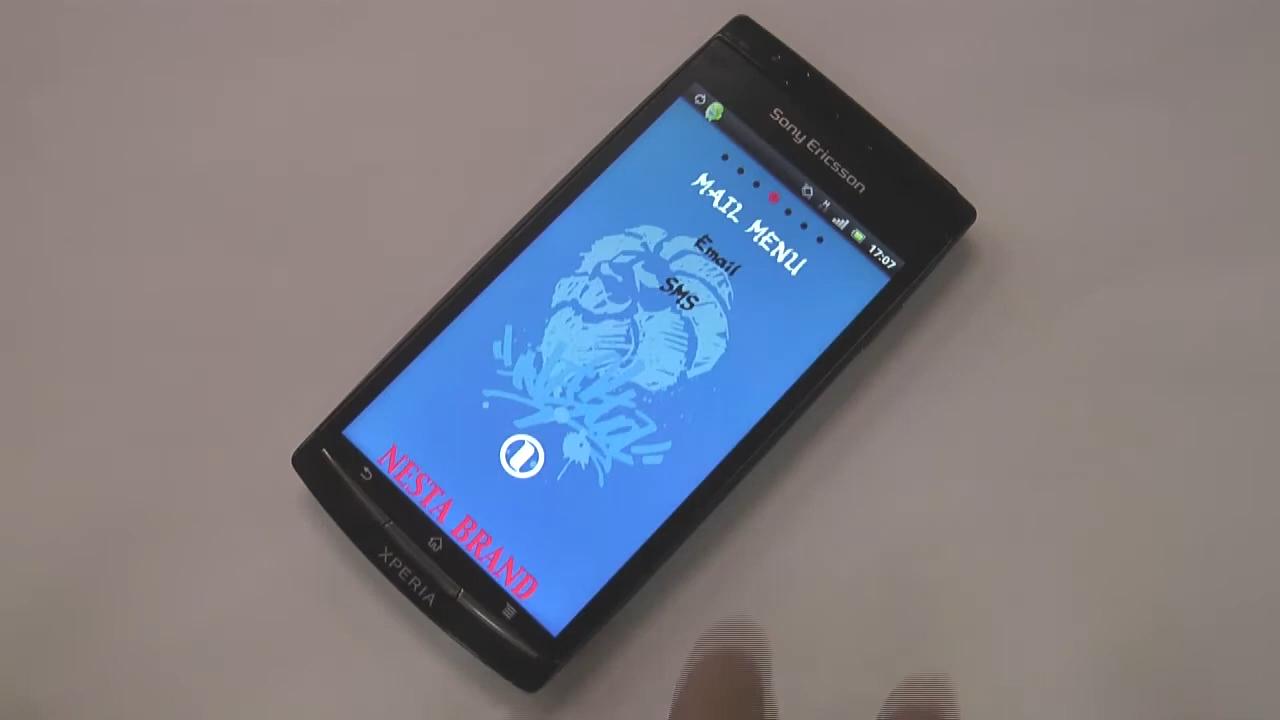 Sony Ericsson
17:07
MAIL MENU
Email
SMS
NESTA BRAND
XPERIA